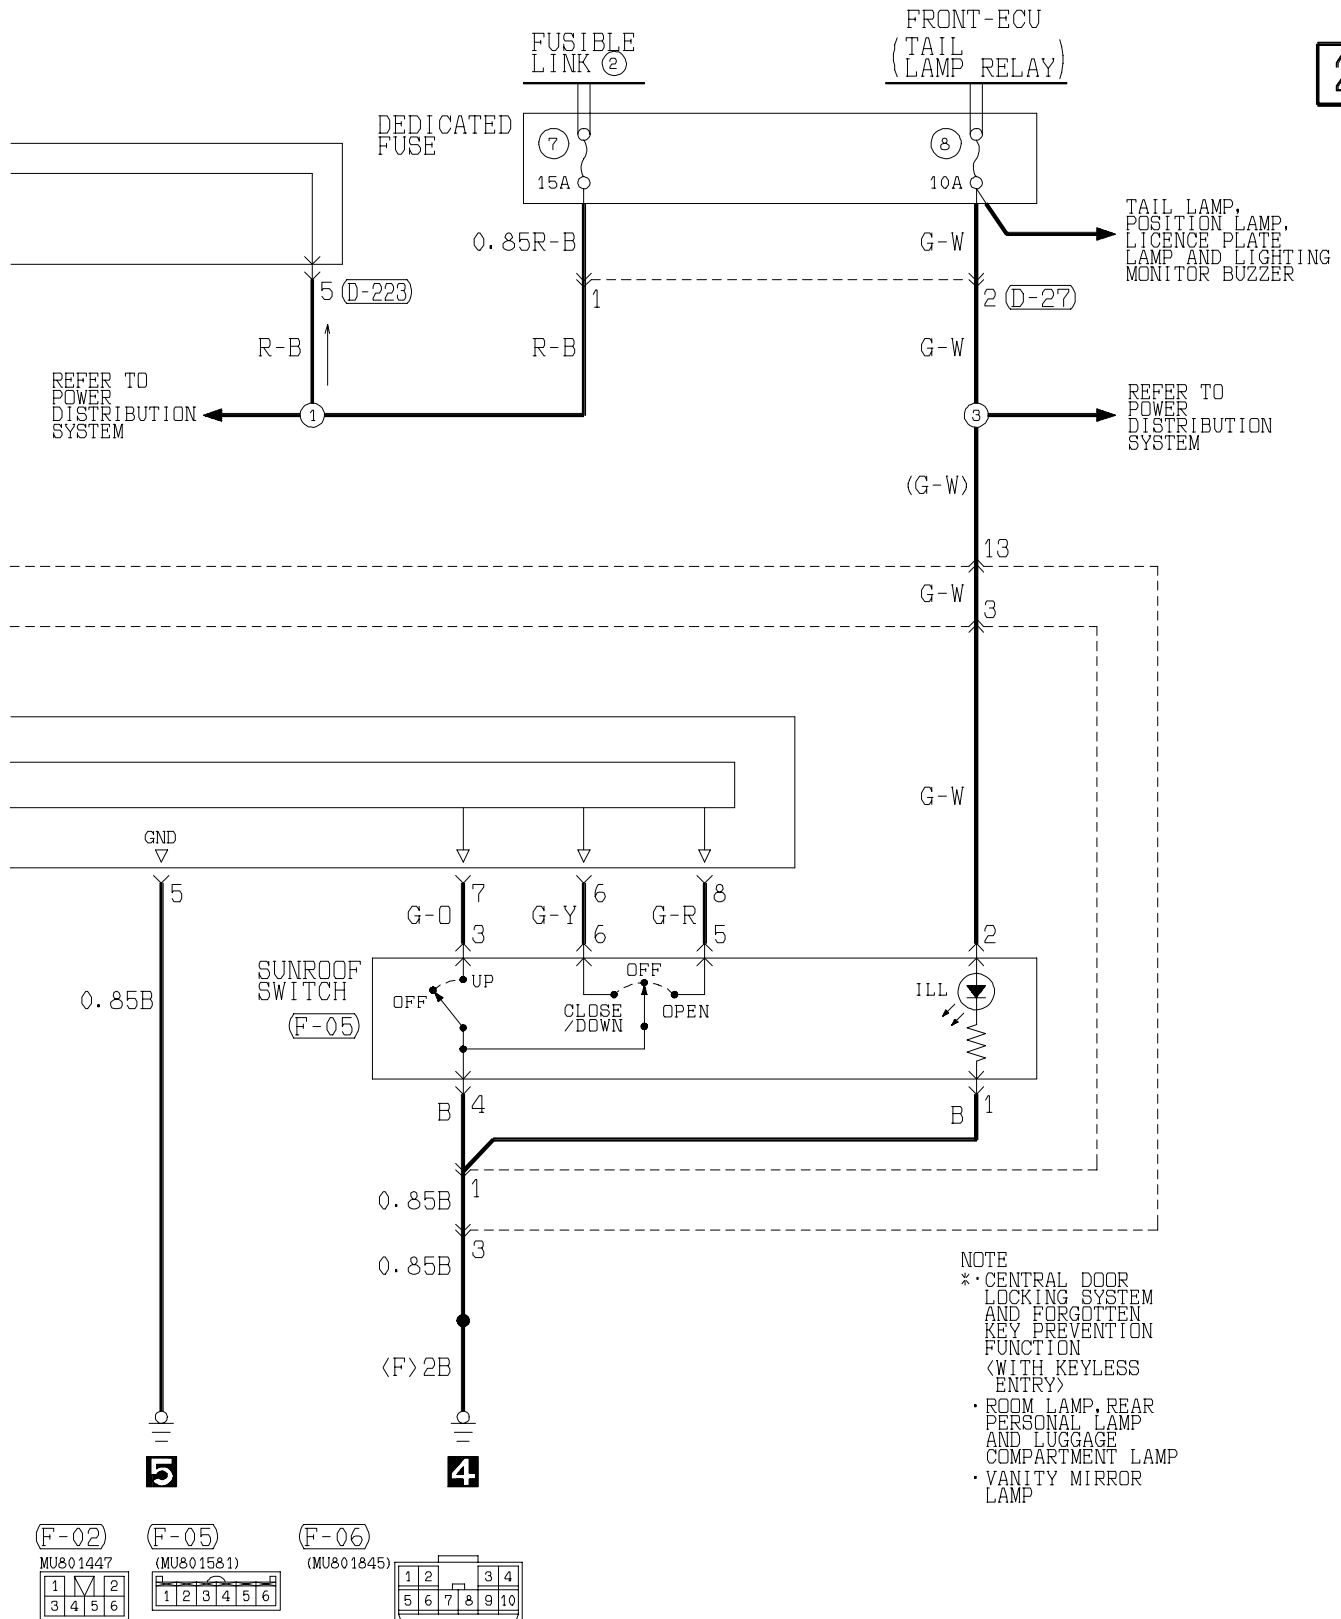 FRONT-ECU
(TAIL
LAMP RELAY)
FUSIBLE
LINK ②
DEDICATED
FUSE
⑦
15A
⑧
10A
TAIL LAMP,
POSITION LAMP,
LICENCE PLATE
LAMP AND LIGHTING
MONITOR BUZZER
0.85R-B
G-W
5 (D-223)
1
2 (D-27)
R-B
R-B
G-W
REFER TO
POWER
DISTRIBUTION
SYSTEM
①
③
REFER TO
POWER
DISTRIBUTION
SYSTEM
(G-W)
13
G-W
3
G-W
GND
5
7
6
8
G-O
G-Y
G-R
3
6
5
2
SUNROOF
SWITCH
(F-05)
OFF
UP
OFF
CLOSE
/DOWN
OPEN
ILL
0.85B
B
4
B
1
0.85B
1
0.85B
3
<F>2B
5
4
NOTE
*·CENTRAL DOOR
LOCKING SYSTEM
AND FORGOTTEN
KEY PREVENTION
FUNCTION
<WITH KEYLESS
ENTRY>
·ROOM LAMP,REAR
PERSONAL LAMP
AND LUGGAGE
COMPARTMENT LAMP
·VANITY MIRROR
LAMP
(F-02)
MU801447
1 2
3 4 5 6
(F-05)
(MU801581)
1 2 3 4 5 6
(F-06)
(MU801845)
1 2 3 4
5 6 7 8 9 10